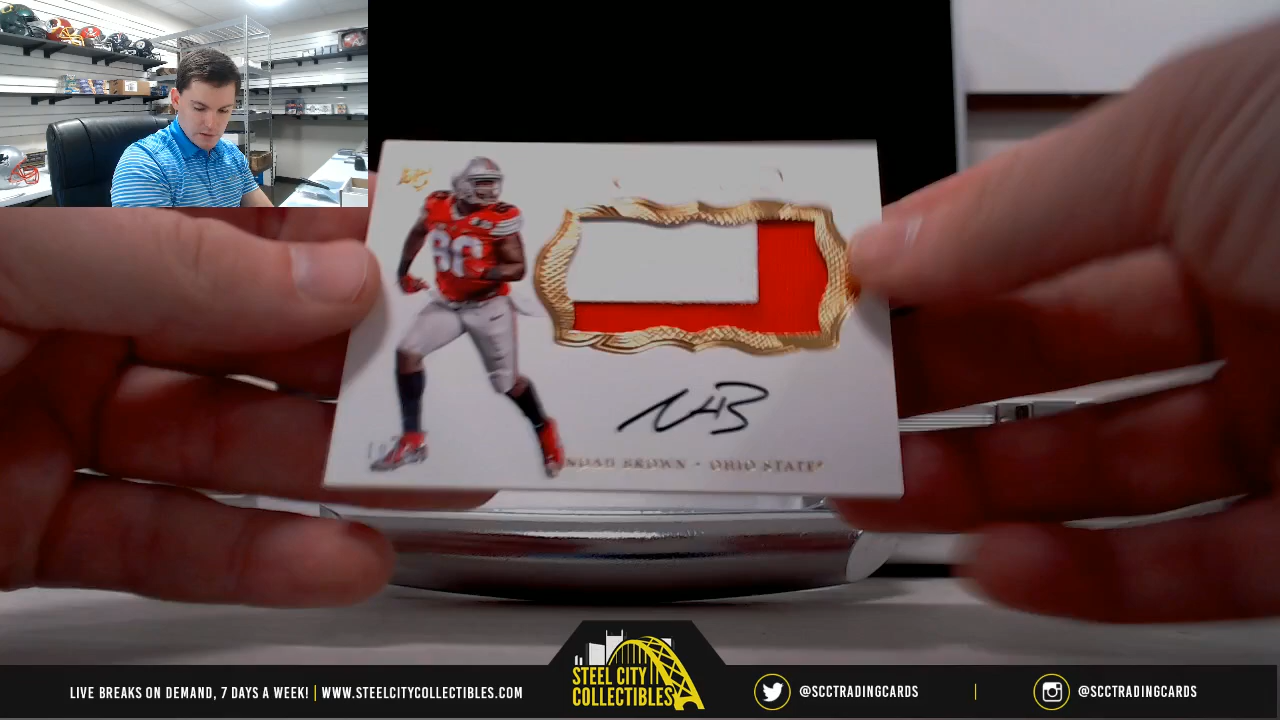 80
NOAH BROWN • OHIO STATE®
LIVE BREAKS ON DEMAND, 7 DAYS A WEEK! | WWW.STEELCITYCOLLECTIBLES.COM
STEEL CITY
COLLECTIBLES
@SCCTRADINGCARDS | @SCCTRADINGCARDS